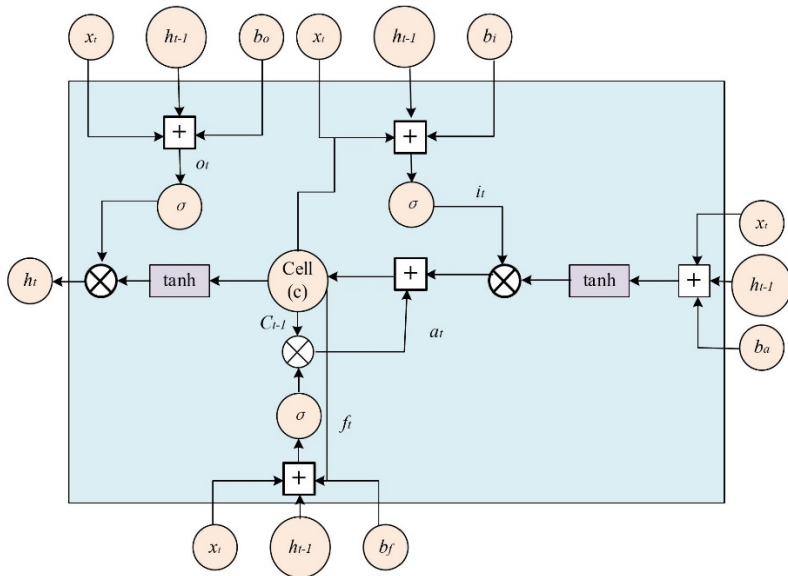 xₜ hₜ₋₁ bₒ xₜ hₜ₋₁ bᵢ
+ +
oₜ
σ σ iₜ
xₜ
hₜ tanh Cell + tanh + hₜ₋₁
(c)
Cₜ₋₁ aₜ bₐ
σ fₜ
+
xₜ hₜ₋₁ b_f